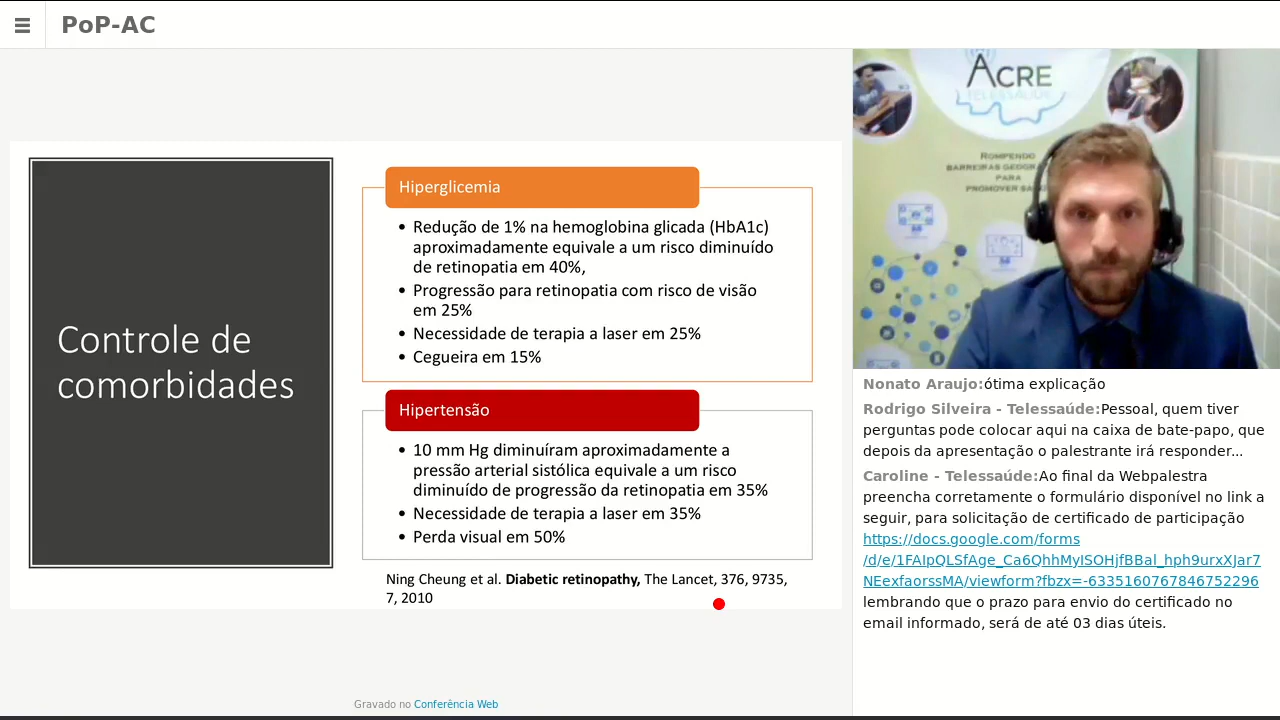 PoP-AC
Controle de
comorbidades
Hiperglicemia
• Redução de 1% na hemoglobina glicada (HbA1c)
aproximadamente equivale a um risco diminuído
de retinopatia em 40%,
• Progressão para retinopatia com risco de visão
em 25%
• Necessidade de terapia a laser em 25%
• Cegueira em 15%
Hipertensão
• 10 mm Hg diminuíram aproximadamente a
pressão arterial sistólica equivale a um risco
diminuído de progressão da retinopatia em 35%
• Necessidade de terapia a laser em 35%
• Perda visual em 50%
Ning Cheung et al. Diabetic retinopathy, The Lancet, 376, 9735,
7, 2010
Gravado no Conferência Web
ACRE
TELESSAÚDE
ROMPENDO
BARREIRAS
PARA
PROMOVER
Nonato Araujo:ótima explicação
Rodrigo Silveira - Telessaúde:Pessoal, quem tiver
perguntas pode colocar aqui na caixa de bate-papo, que
depois da apresentação o palestrante irá responder...
Caroline - Telessaúde:Ao final da Webpalestra
preencha corretamente o formulário disponível no link a
seguir, para solicitação de certificado de participação
https://docs.google.com/forms
/d/e/1FAIpQLSfAge_Ca6QhhMyISOHjfBBal_hph9urxXJar7
NEexfaorssMA/viewform?fbzx=-6335160767846752296
lembrando que o prazo para envio do certificado no
email informado, será de até 03 dias úteis.